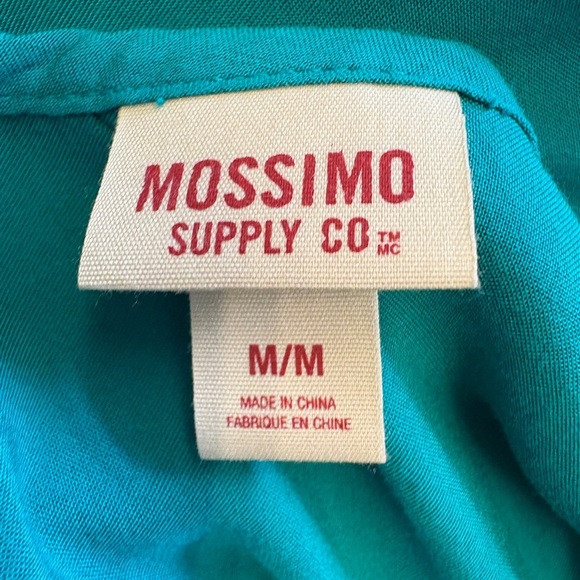 MOSSIMO
SUPPLY CO ™ MC
M/M
MADE IN CHINA
FABRIQUE EN CHINE